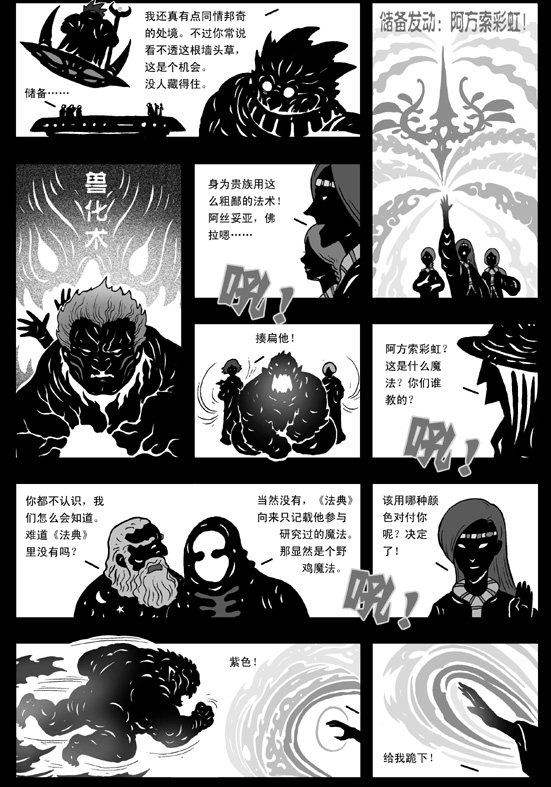 我还真有点同情邦奇
的处境。不过你常说
看不透这根墙头草，
这是个机会。
没人藏得住。
储备……
储备发动：阿方索彩虹！
兽化术
身为贵族用这
么粗鄙的法术！
阿丝妥亚，佛
拉嗯……
吼！
揍扁他！
阿方索彩虹？
这是什么魔
法？你们谁
教的？
吼！
你都不认识，我
们怎么会知道。
难道《法典》
里没有吗？
当然没有，《法典》
向来只记载他参与
研究过的魔法。
那显然是个野
鸡魔法。
吼！
该用哪种颜
色对付你
呢？决定
了！
紫色！
给我跪下！